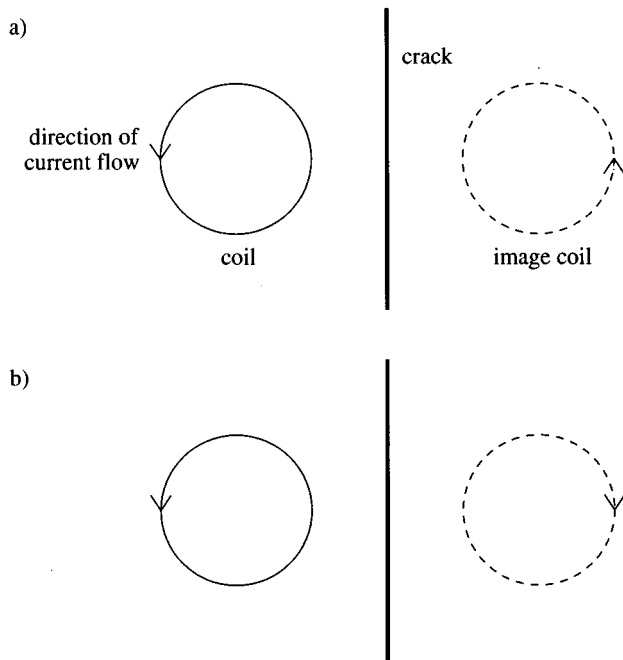 a)
crack
direction of
current flow
coil
image coil
b)